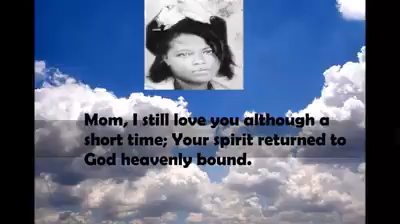 Mom, I still love you although a
short time; Your spirit returned to
God heavenly bound.